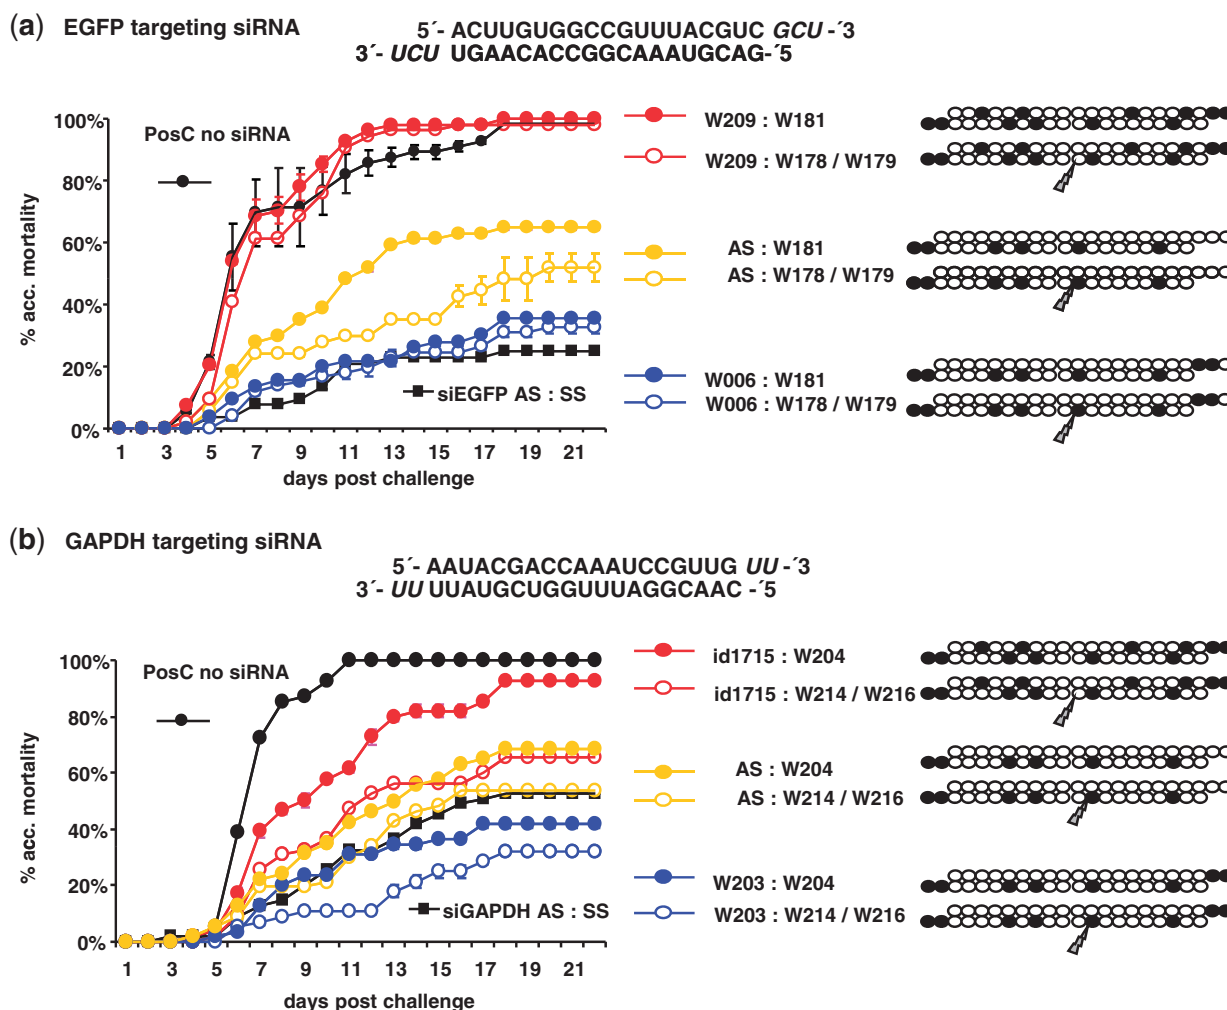 (a) EGFP targeting siRNA
5´- ACUUGUGGCCGUUUACGUC GCU -´3
3´- UCU UGAACACCGGCAAAUGCAG-´5
100%
80%
60%
40%
20%
0%
% acc. mortality
PosC no siRNA
siEGFP AS : SS
1 3 5 7 9 11 13 15 17 19 21
days post challenge
W209 : W181
W209 : W178 / W179
AS : W181
AS : W178 / W179
W006 : W181
W006 : W178 / W179
(b) GAPDH targeting siRNA
5´- AAUACGACCAAAUCCGUUG UU -´3
3´- UU UUAUGCUGGUUUAGGCAAC -´5
100%
80%
60%
40%
20%
0%
% acc. mortality
PosC no siRNA
siGAPDH AS : SS
1 3 5 7 9 11 13 15 17 19 21
days post challenge
id1715 : W204
id1715 : W214 / W216
AS : W204
AS : W214 / W216
W203 : W204
W203 : W214 / W216